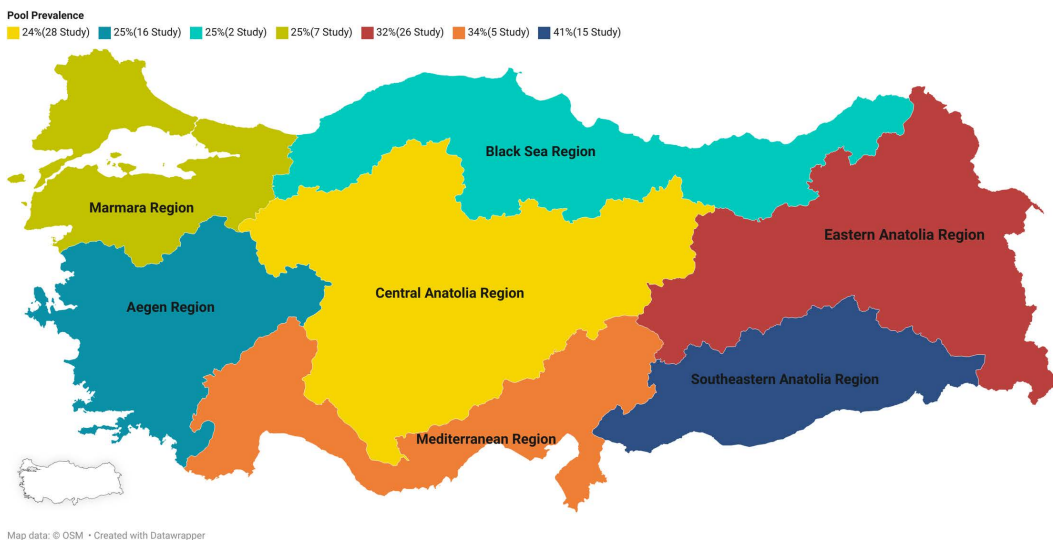 Pool Prevalence
24%(28 Study) 25%(16 Study) 25%(2 Study) 25%(7 Study) 32%(26 Study) 34%(5 Study) 41%(15 Study)
Black Sea Region
Marmara Region
Eastern Anatolia Region
Central Anatolia Region
Aegen Region
Southeastern Anatolia Region
Mediterranean Region
Map data: © OSM • Created with Datawrapper